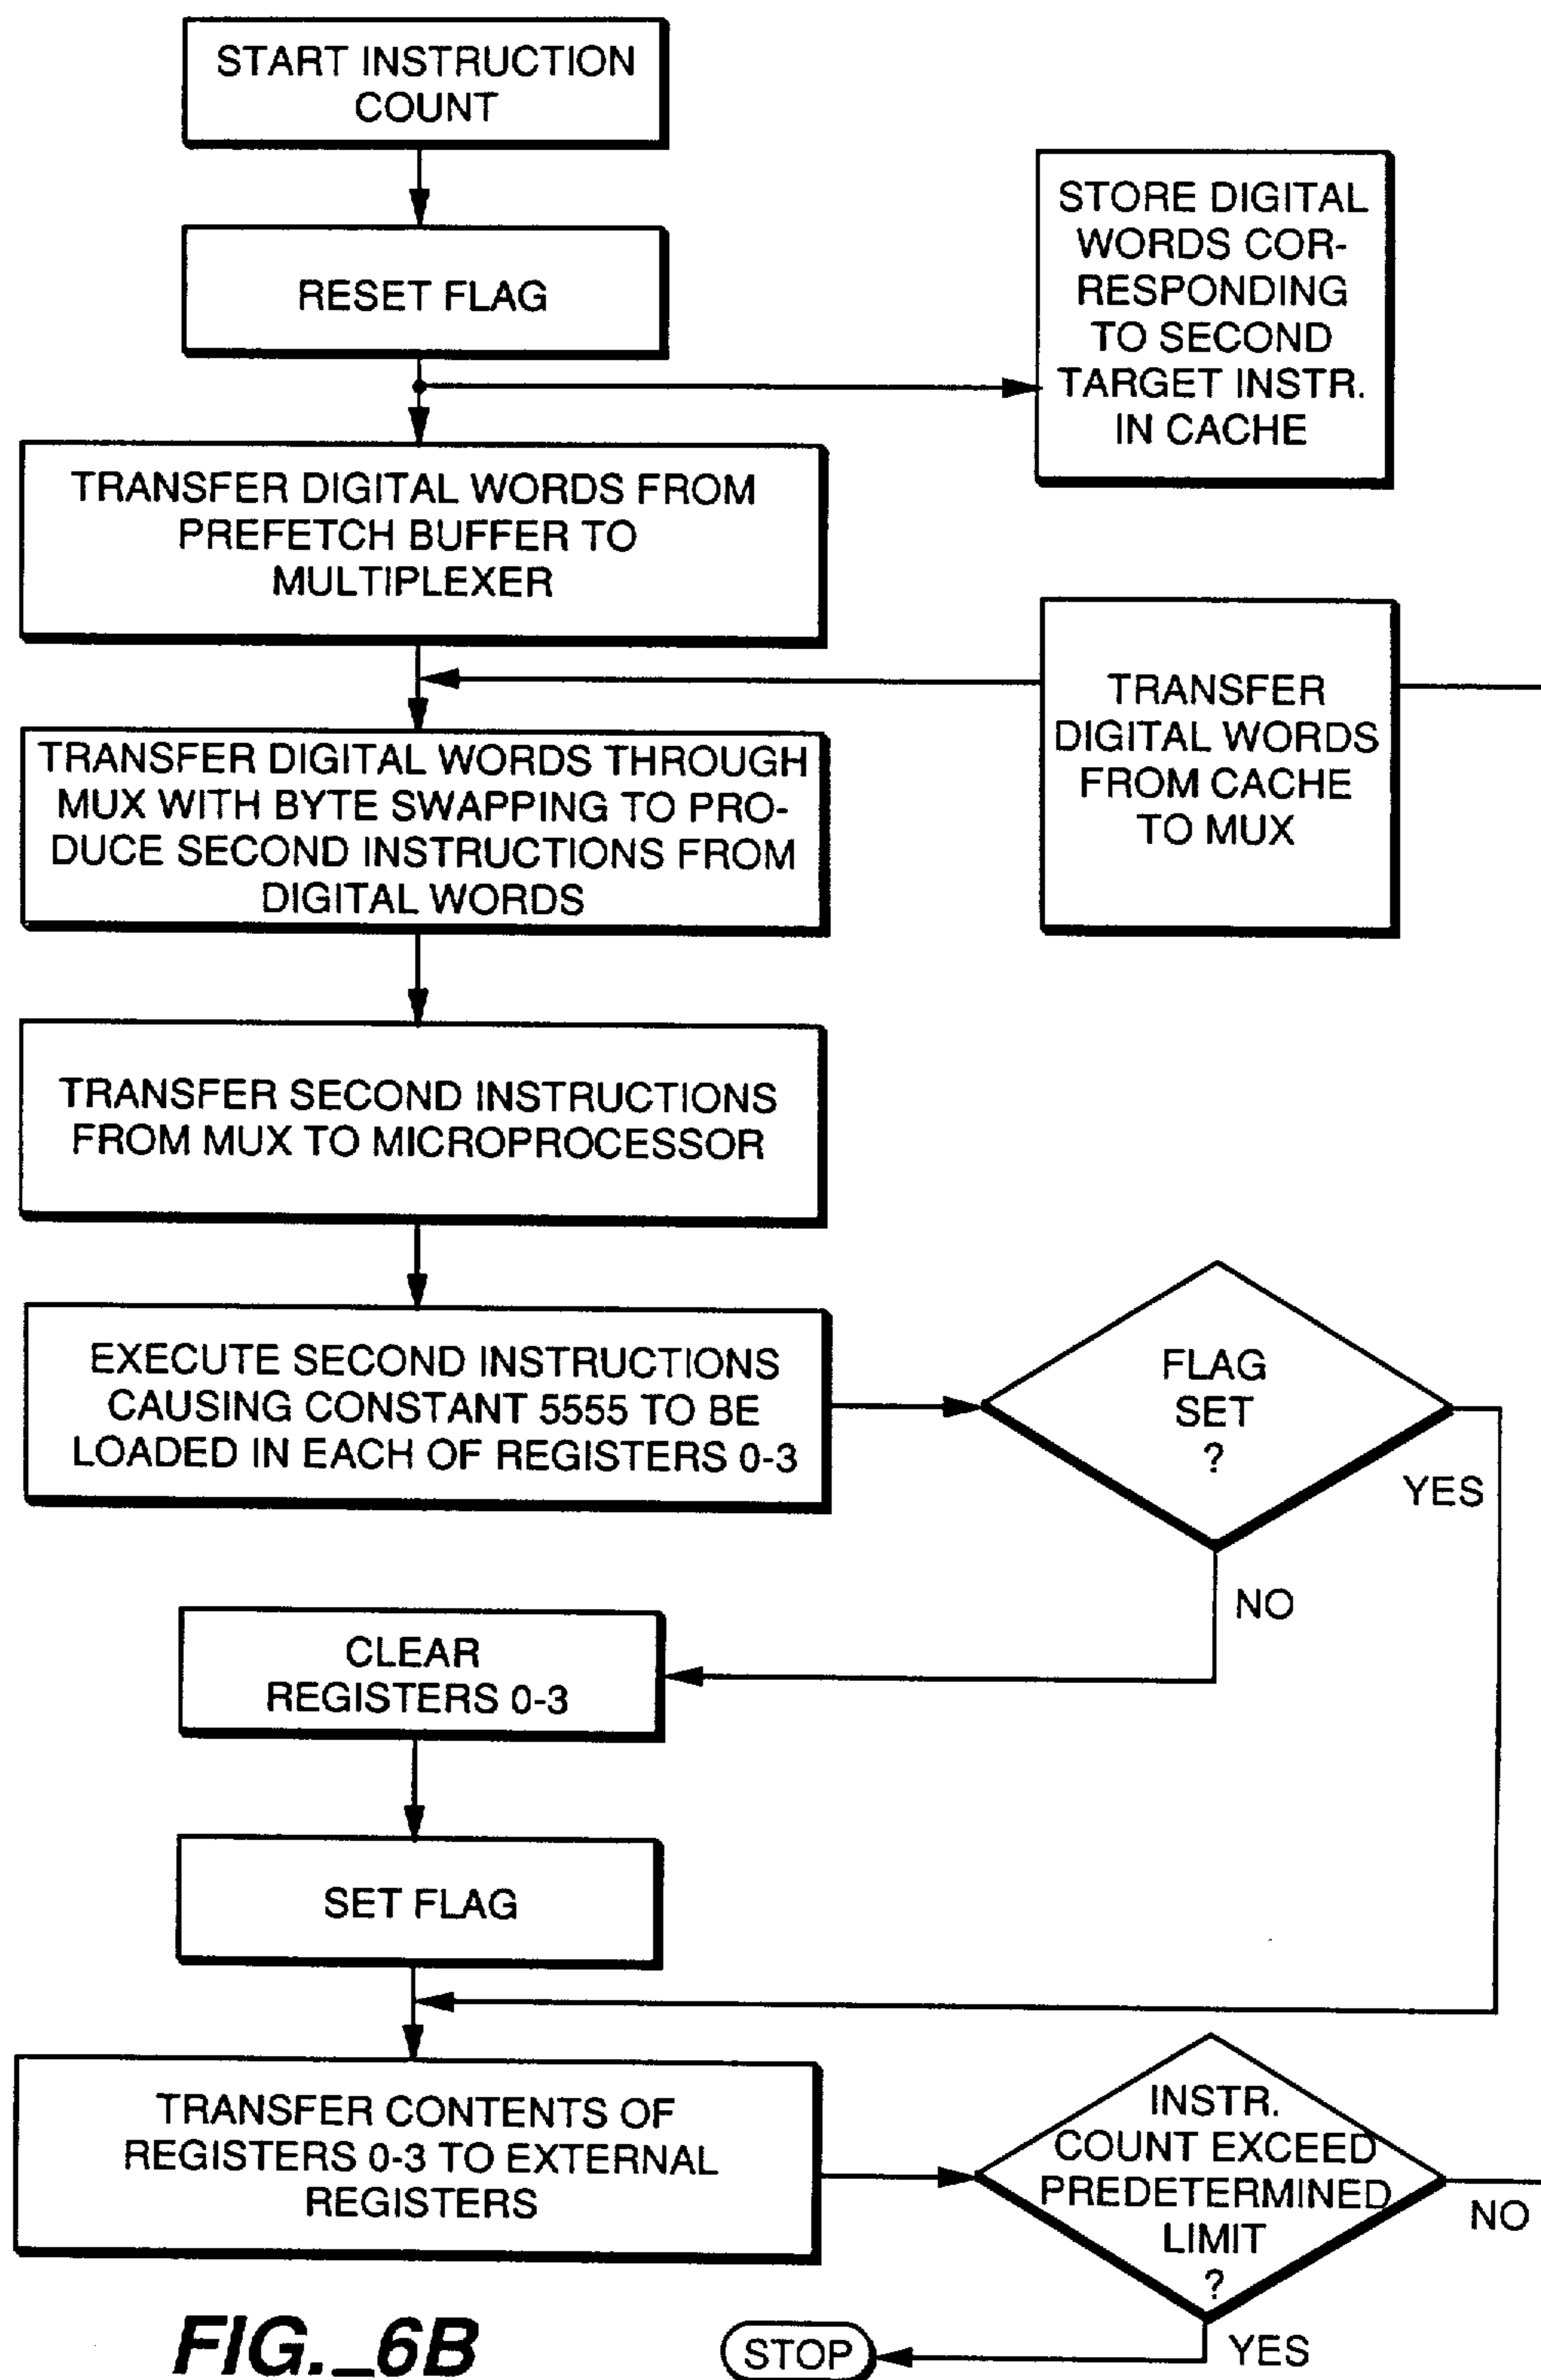 START INSTRUCTION
COUNT
RESET FLAG
STORE DIGITAL
WORDS COR-
RESPONDING
TO SECOND
TARGET INSTR.
IN CACHE
TRANSFER DIGITAL WORDS FROM
PREFETCH BUFFER TO
MULTIPLEXER
TRANSFER
DIGITAL WORDS
FROM CACHE
TO MUX
TRANSFER DIGITAL WORDS THROUGH
MUX WITH BYTE SWAPPING TO PRO-
DUCE SECOND INSTRUCTIONS FROM
DIGITAL WORDS
TRANSFER SECOND INSTRUCTIONS
FROM MUX TO MICROPROCESSOR
EXECUTE SECOND INSTRUCTIONS
CAUSING CONSTANT 5555 TO BE
LOADED IN EACH OF REGISTERS 0-3
FLAG
SET
?
YES
NO
CLEAR
REGISTERS 0-3
SET FLAG
TRANSFER CONTENTS OF
REGISTERS 0-3 TO EXTERNAL
REGISTERS
INSTR.
COUNT EXCEED
PREDETERMINED
LIMIT
?
NO
YES
STOP
FIG._6B